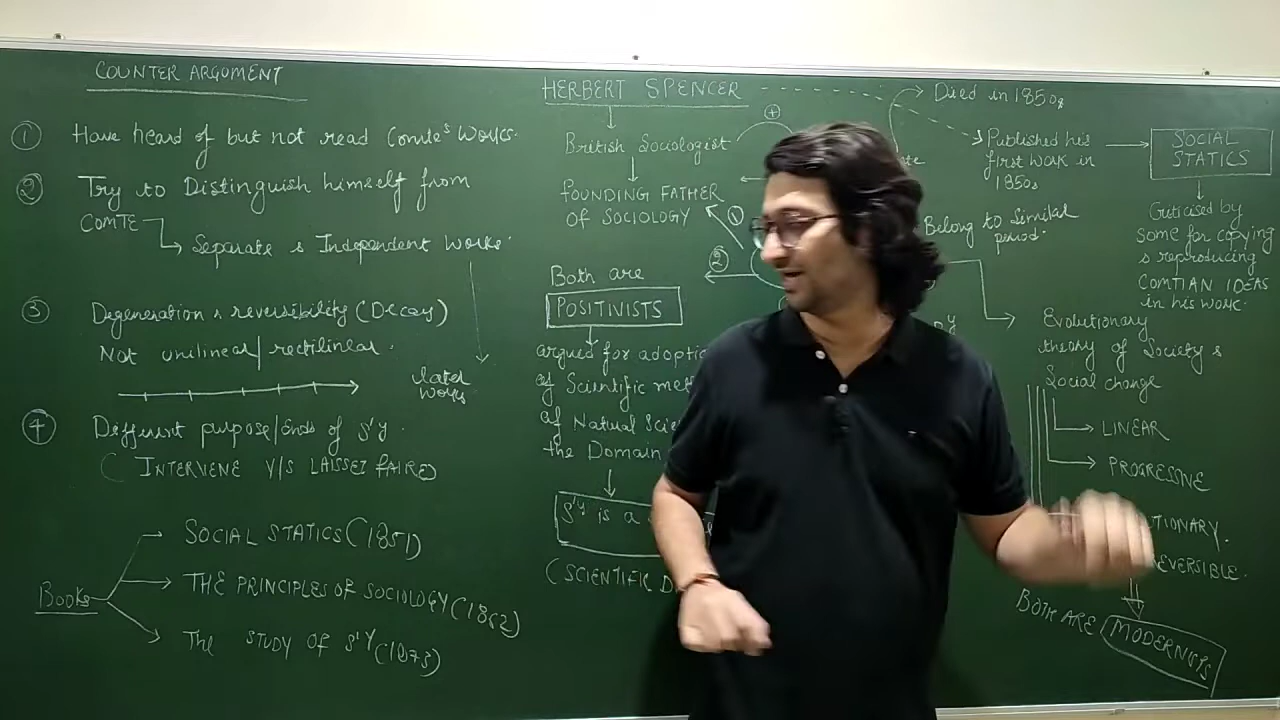 COUNTER ARGUMENT
① Have heard of but not read Comte's Works.
② Try to Distinguish himself from
COMTE
Separate & Independent Works.
③ Degeneration & reversibility (Decay)
Not unilineal/rectilinear.
later
works
④ Different purpose/ends of S'y.
( INTERVENE V/S LAISSEZ FAIRE)
Books
SOCIAL STATICS (1851)
THE PRINCIPLES OF SOCIOLOGY (1862)
The STUDY OF S'Y (1873)
HERBERT SPENCER
British Sociologist
+
FOUNDING FATHER
OF SOCIOLOGY
①
②
Both are
POSITIVISTS
argued for
of Scientific
of Natural
the Domain
S'y is a
(SCIENTIFIC
Died in 1850s
Published his
first work in
1850s
SOCIAL
STATICS
Criticised by
some for copying
& reproducing
COMTIAN IDEAS
in his work.
Belong to Similar
period.
Evolutionary
theory of Society &
Social change
LINEAR
PROGRESSIVE
BOTH ARE MODERNISTS